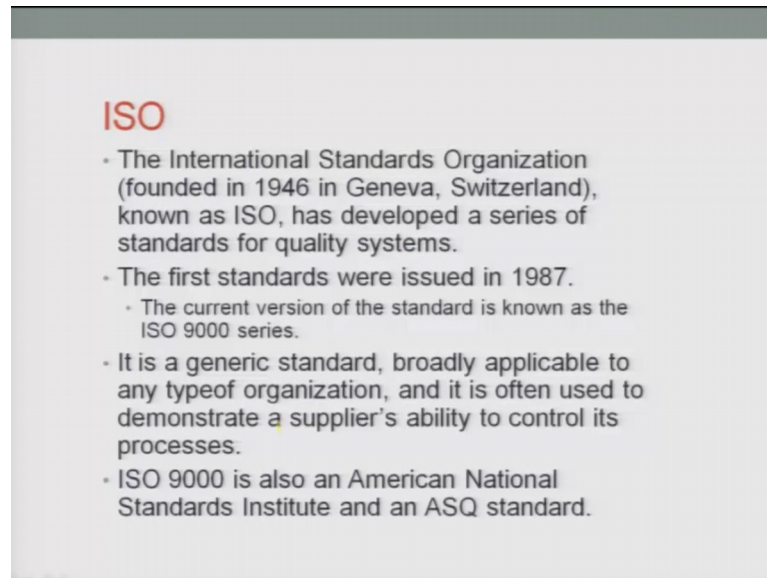 ISO
• The International Standards Organization
(founded in 1946 in Geneva, Switzerland),
known as ISO, has developed a series of
standards for quality systems.
• The first standards were issued in 1987.
• The current version of the standard is known as the
ISO 9000 series.
• It is a generic standard, broadly applicable to
any typeof organization, and it is often used to
demonstrate a supplier's ability to control its
processes.
• ISO 9000 is also an American National
Standards Institute and an ASQ standard.